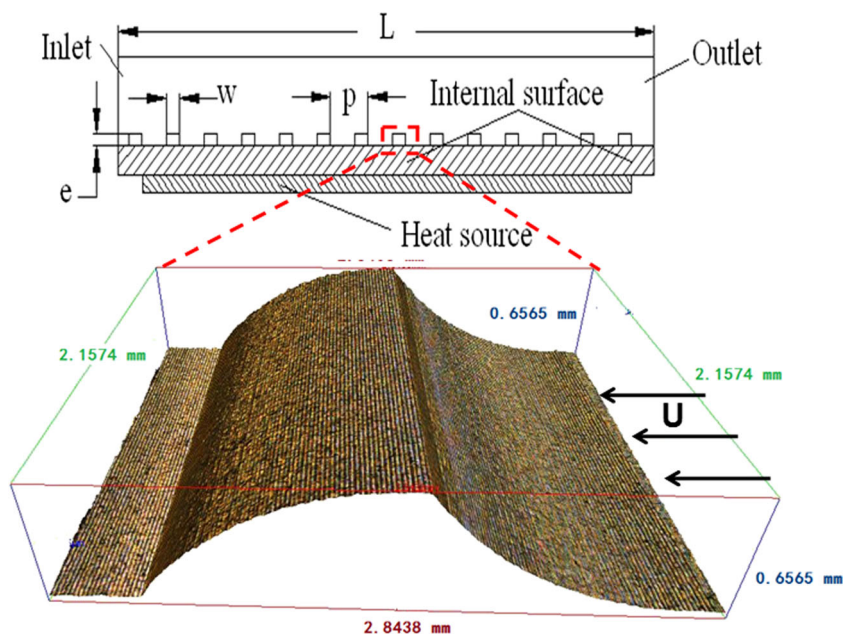 L
Inlet
Outlet
w
p
Internal surface
e
Heat source
0.6565 mm
2.1574 mm
2.1574 mm
U
0.6565 mm
2.8438 mm